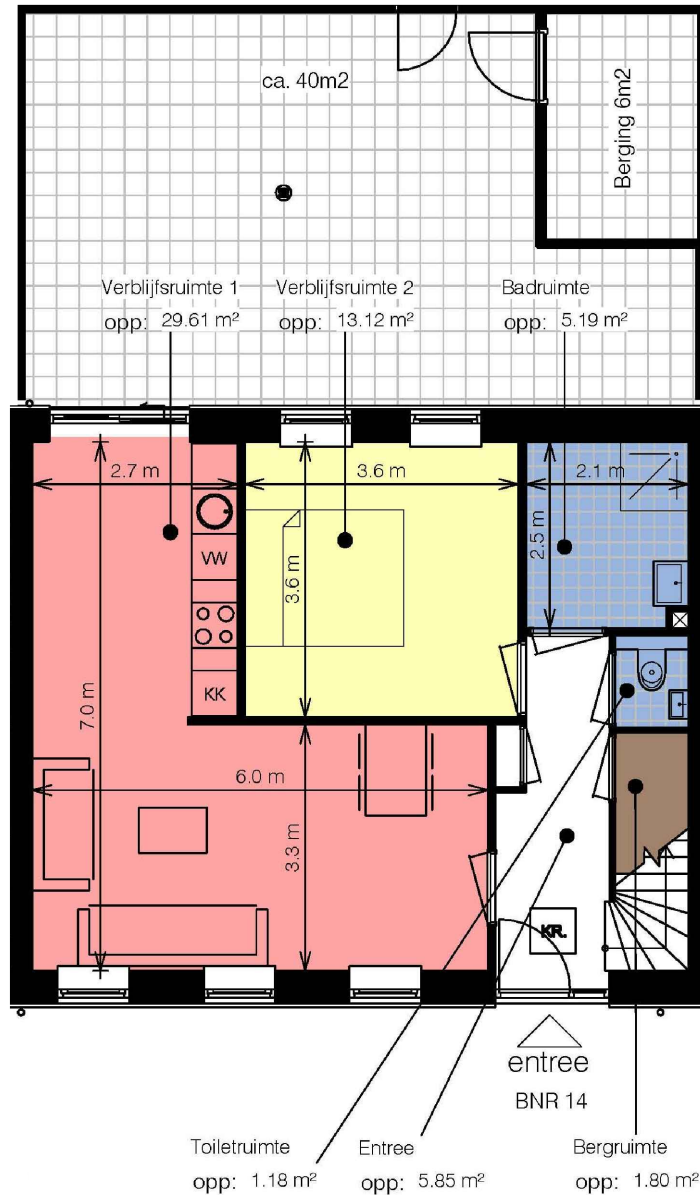 ca. 40m2
Berging 6m2
Verblijfsruimte 1
opp: 29.61 m²
Verblijfsruimte 2
opp: 13.12 m²
Badruimte
opp: 5.19 m²
2.7 m
3.6 m
2.1 m
2.5 m
VW
3.6 m
KK
7.0 m
6.0 m
3.3 m
KR.
entree
BNR 14
Toiletruimte
opp: 1.18 m²
Entree
opp: 5.85 m²
Bergruimte
opp: 1.80 m²